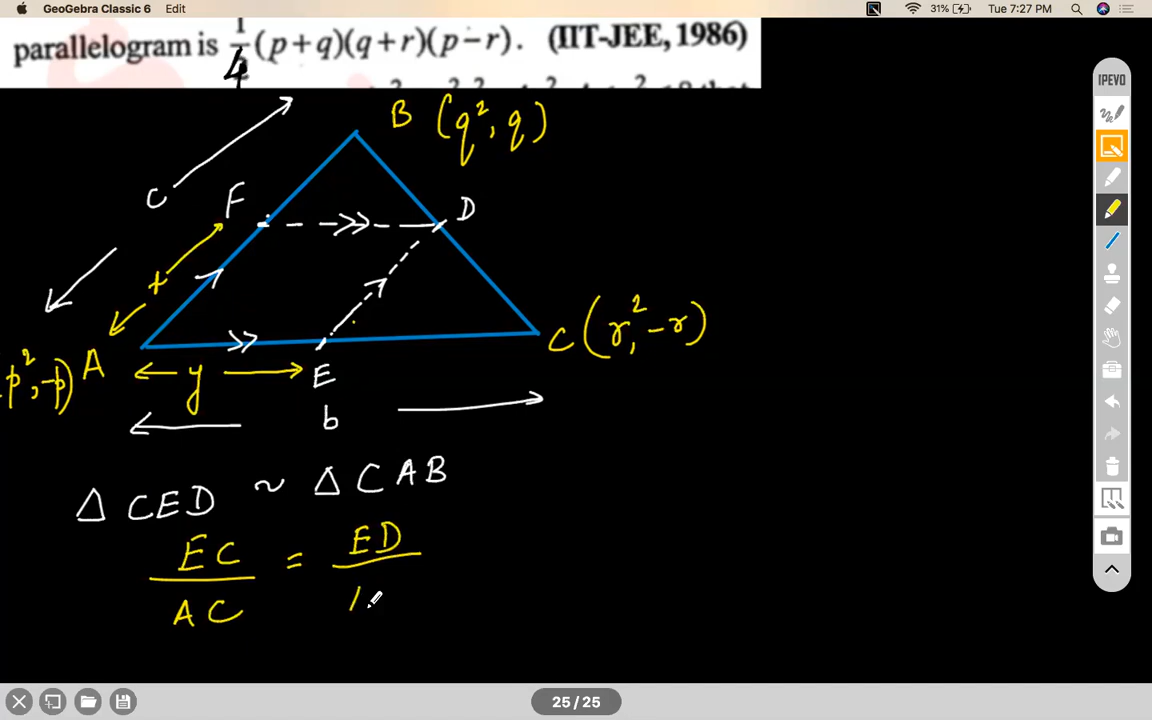 GeoGebra Classic 6 Edit 31% Tue 7:27 PM
parallelogram is 1/4 (p+q)(q+r)(p−r). (IIT-JEE, 1986)
IPEVO
B (q², q)
C
F
D
x
C (r², −r)
p², −p) A
y
E
b
Δ CED ~ Δ CAB
EC/AC = ED/
25 / 25